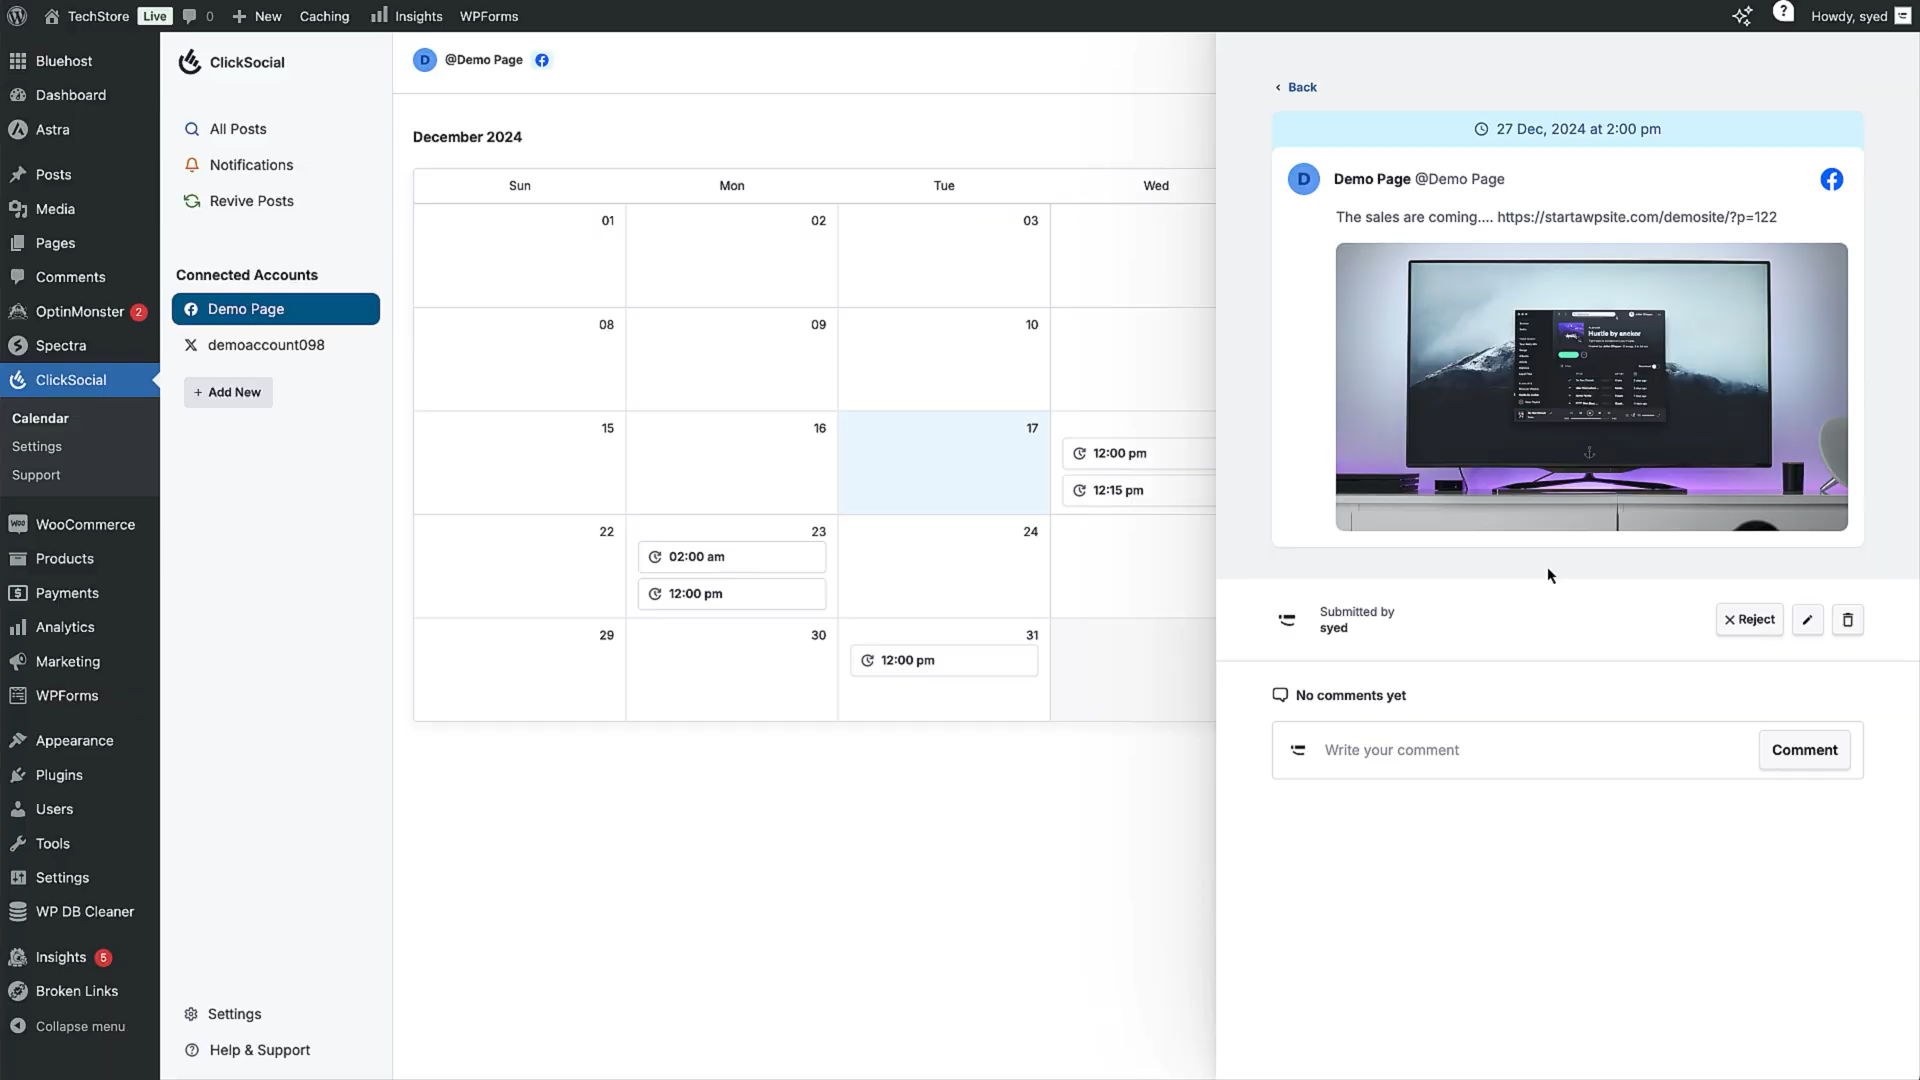 TechStore Live 0 New Caching Insights WPForms ? Howdy, syed
Bluehost
Dashboard
Astra
Posts
Media
Pages
Comments
OptinMonster 2
Spectra
ClickSocial
Calendar
Settings
Support
WooCommerce
Products
Payments
Analytics
Marketing
WPForms
Appearance
Plugins
Users
Tools
Settings
WP DB Cleaner
Insights 5
Broken Links
Collapse menu
ClickSocial
All Posts
Notifications
Revive Posts
Connected Accounts
Demo Page
demoaccount098
+ Add New
Settings
Help & Support
D @Demo Page
December 2024
Sun Mon Tue Wed
01 02 03
08 09 10
15 16 17
12:00 pm
12:15 pm
22 23 24
02:00 am
12:00 pm
29 30 31
12:00 pm
Back
27 Dec, 2024 at 2:00 pm
D Demo Page @Demo Page
The sales are coming.... https://startawpsite.com/demosite/?p=122
Hustle by anchor
Submitted by
syed
Reject
No comments yet
Write your comment
Comment